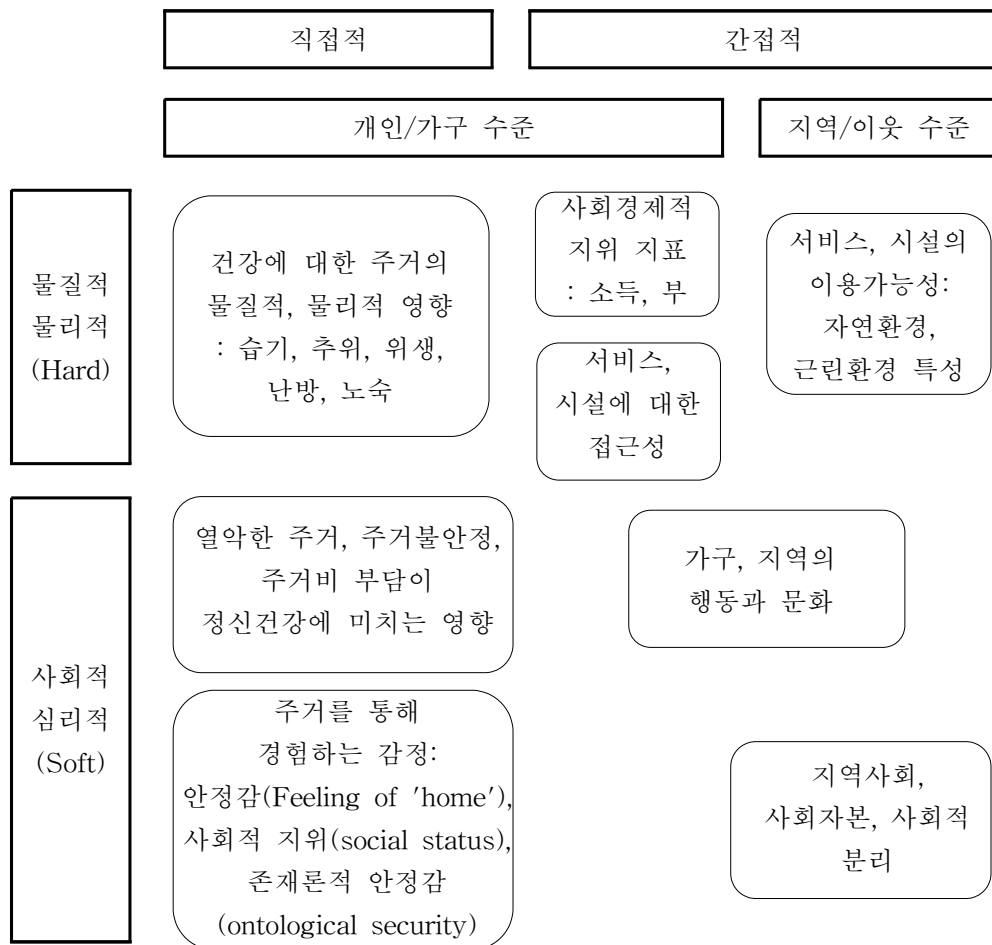 직접적
간접적
개인/가구 수준
지역/이웃 수준
물질적
물리적
(Hard)
건강에 대한 주거의
물질적, 물리적 영향
: 습기, 추위, 위생,
난방, 노숙
사회경제적
지위 지표
: 소득, 부
서비스,
시설에 대한
접근성
서비스, 시설의
이용가능성:
자연환경,
근린환경 특성
사회적
심리적
(Soft)
열악한 주거, 주거불안정,
주거비 부담이
정신건강에 미치는 영향
가구, 지역의
행동과 문화
주거를 통해
경험하는 감정:
안정감(Feeling of 'home'),
사회적 지위(social status),
존재론적 안정감
(ontological security)
지역사회,
사회자본, 사회적
분리